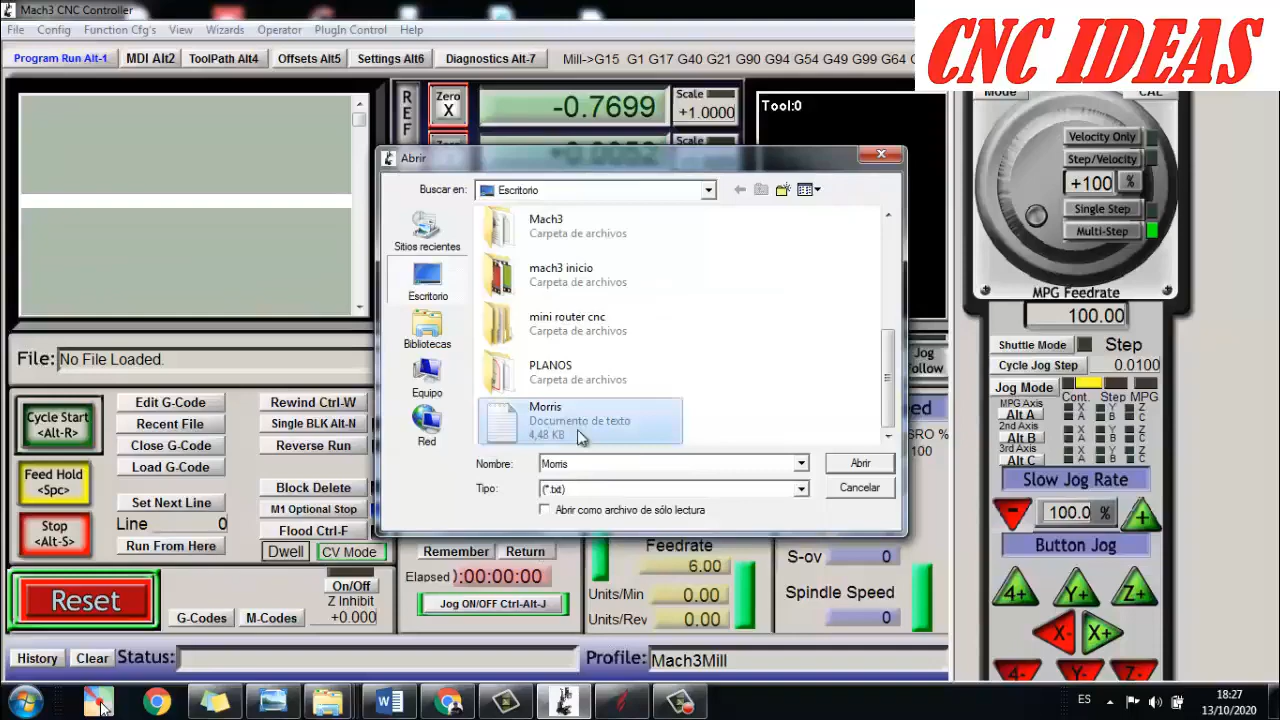 Mach3 CNC Controller
File Config Function Cfg's View Wizards Operator PlugIn Control Help
CNC IDEAS
Program Run Alt-1 MDI Alt2 ToolPath Alt4 Offsets Alt5 Settings Alt6 Diagnostics Alt-7 Mill->G15 G1 G17 G40 G21 G90 G94 G54 G49 G99 G64
Mode CAL
REF
Zero X
-0.7699
Scale
+1.0000
Tool:0
Velocity Only
Step/Velocity
+100 %
Single Step
Multi-Step
MPG Feedrate
100.00
Shuttle Mode Step
Cycle Jog Step 0.0100
Jog Mode Cont. Step MPG
MPG Axis
Alt A X Y Z
A B C
2nd Axis
Alt B X Y Z
A B C
3rd Axis
Alt C X Y Z
A B C
Slow Jog Rate
100.0 %
Button Jog
4+ Y+ Z+
X- X+
4- Y- Z-
Abrir
Buscar en: Escritorio
Sitios recientes
Escritorio
Bibliotecas
Equipo
Red
Mach3
Carpeta de archivos
mach3 inicio
Carpeta de archivos
mini router cnc
Carpeta de archivos
PLANOS
Carpeta de archivos
Morris
Documento de texto
4,48 KB
Nombre: Morris Abrir
Tipo: (*.txt) Cancelar
Abrir como archivo de sólo lectura
Jog
Follow
SRO %
100
File: No File Loaded.
Cycle Start
<Alt-R>
Feed Hold
<Spc>
Stop
<Alt-S>
Reset
Edit G-Code
Recent File
Close G-Code
Load G-Code
Set Next Line
Line 0
Run From Here
Rewind Ctrl-W
Single BLK Alt-N
Reverse Run
Block Delete
M1 Optional Stop
Flood Ctrl-F
Dwell CV Mode
On/Off
Z Inhibit
+0.000
G-Codes M-Codes
Remember Return
Elapsed ):00:00:00
Jog ON/OFF Ctrl-Alt-J
Feedrate
6.00
Units/Min 0.00
Units/Rev 0.00
S-ov 0
Spindle Speed
0
History Clear Status: Profile: Mach3Mill
ES 18:27
13/10/2020